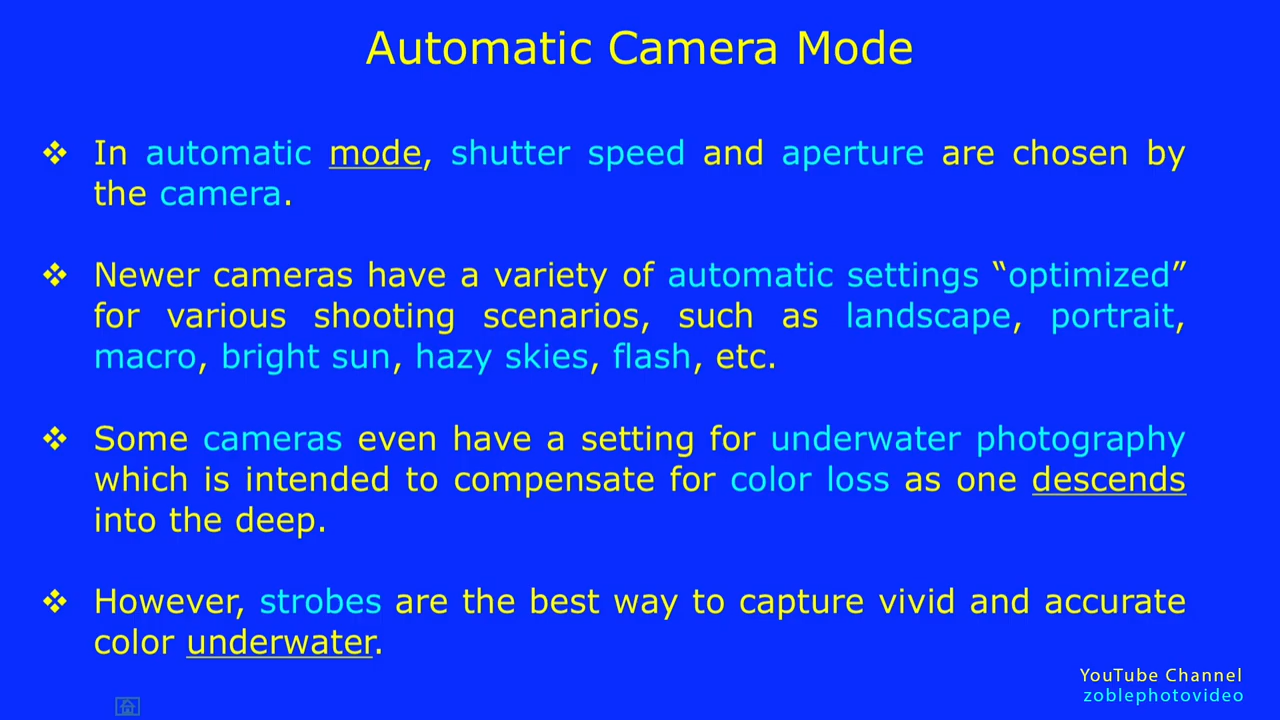 Automatic Camera Mode
❖ In automatic mode, shutter speed and aperture are chosen by
the camera.
❖ Newer cameras have a variety of automatic settings “optimized”
for various shooting scenarios, such as landscape, portrait,
macro, bright sun, hazy skies, flash, etc.
❖ Some cameras even have a setting for underwater photography
which is intended to compensate for color loss as one descends
into the deep.
❖ However, strobes are the best way to capture vivid and accurate
color underwater.
YouTube Channel
zoblephotovideo